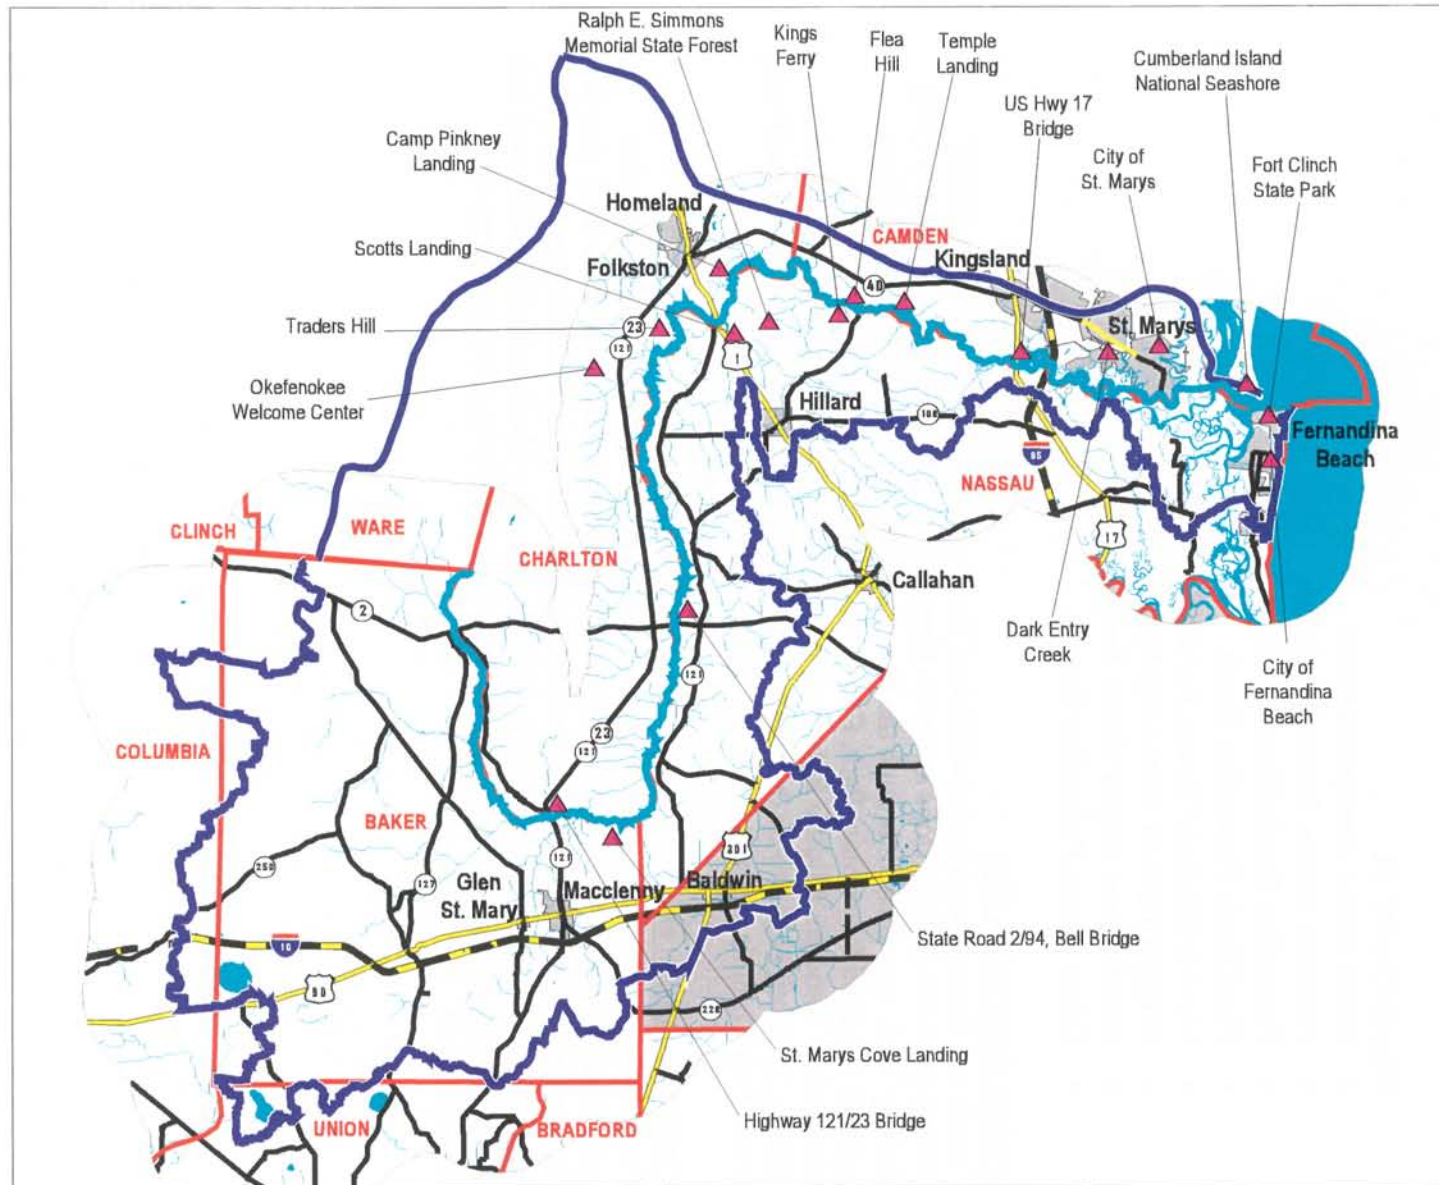 Ralph E. Simmons
Memorial State Forest
Kings
Ferry
Flea
Hill
Temple
Landing
Cumberland Island
National Seashore
US Hwy 17
Bridge
City of
St. Marys
Fort Clinch
State Park
Camp Pinkney
Landing
Homeland
Scotts Landing
CAMDEN
Kingsland
Folkston
40
Traders Hill
23
121
St. Marys
1
Okefenokee
Welcome Center
Hillard
108
Fernandina
Beach
95
NASSAU
CLINCH
WARE
17
CHARLTON
Callahan
2
Dark Entry
Creek
City of
Fernandina
Beach
121
COLUMBIA
23
121
BAKER
301
250
121
127
Glen
St. Mary
Macclenny
Baldwin
State Road 2/94, Bell Bridge
10
90
228
St. Marys Cove Landing
Highway 121/23 Bridge
UNION
BRADFORD